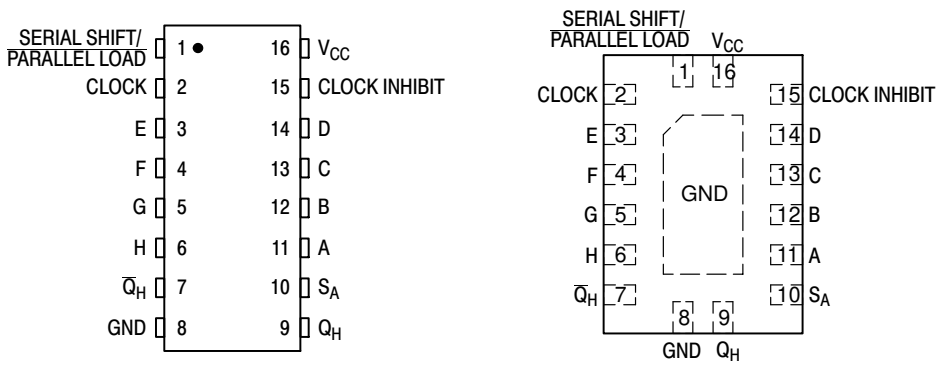 SERIAL SHIFT/
PARALLEL LOAD 1 16 VCC
CLOCK 2 15 CLOCK INHIBIT
E 3 14 D
F 4 13 C
G 5 12 B
H 6 11 A
Q̅H 7 10 SA
GND 8 9 QH
SERIAL SHIFT/
PARALLEL LOAD VCC
1 16
CLOCK 2 15 CLOCK INHIBIT
E 3 14 D
F 4 13 C
GND
G 5 12 B
H 6 11 A
Q̅H 7 10 SA
8 9
GND QH